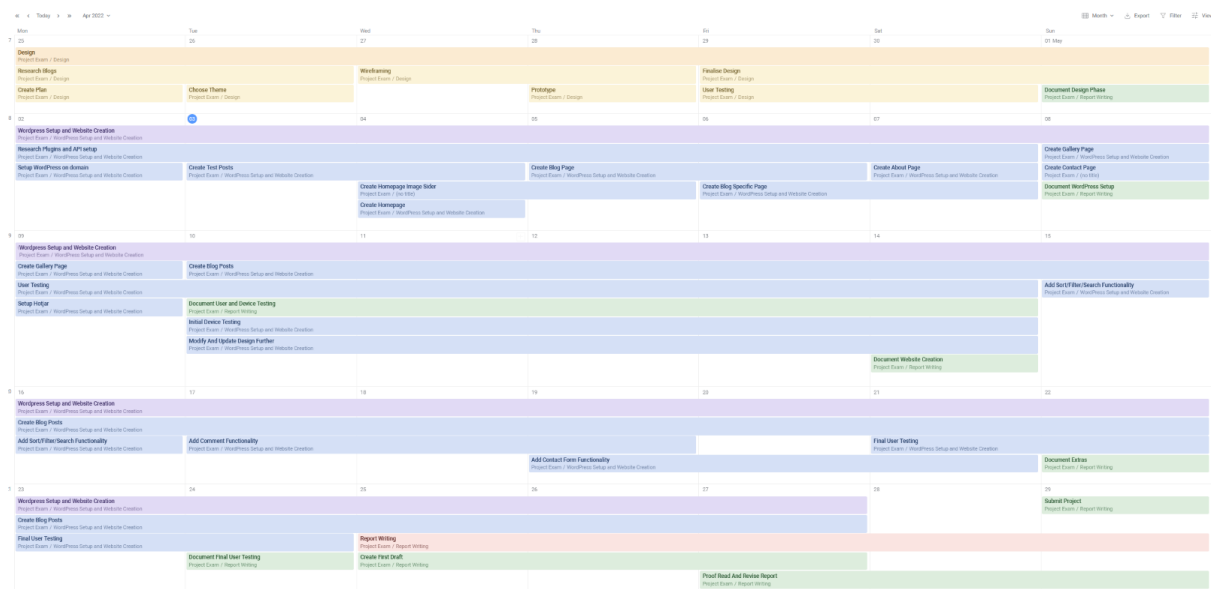 « ‹ Today › » Apr 2022
Month Export Filter View
Mon Tue Wed Thu Fri Sat Sun
7 25 26 27 28 29 30 01 May
Design
Project Exam / Design
Research Blogs Wireframing Finalise Design
Project Exam / Design Project Exam / Design Project Exam / Design
Create Plan Choose Theme Prototype User Testing Document Design Phase
Project Exam / Design Project Exam / Design Project Exam / Design Project Exam / Design Project Exam / Report Writing
8 02 03 04 05 06 07 08
Wordpress Setup and Website Creation
Project Exam / WordPress Setup and Website Creation
Research Plugins and API setup Create Gallery Page
Project Exam / WordPress Setup and Website Creation Project Exam / WordPress Setup and Website Creation
Setup WordPress on domain Create Test Posts Create Blog Page Create About Page Create Contact Page
Project Exam / WordPress Setup and Website Creation Project Exam / WordPress Setup and Website Creation Project Exam / WordPress Setup and Website Creation Project Exam / WordPress Setup and Website Creation Project Exam / (no title)
Create Homepage Image Sider Create Blog Specific Page Document WordPress Setup
Project Exam / (no title) Project Exam / WordPress Setup and Website Creation Project Exam / Report Writing
Create Homepage
Project Exam / WordPress Setup and Website Creation
9 09 10 11 12 13 14 15
Wordpress Setup and Website Creation
Project Exam / WordPress Setup and Website Creation
Create Gallery Page Create Blog Posts
Project Exam / WordPress Setup and Website Creation Project Exam / WordPress Setup and Website Creation
User Testing Add Sort/Filter/Search Functionality
Project Exam / WordPress Setup and Website Creation Project Exam / WordPress Setup and Website Creation
Setup Hotjar Document User and Device Testing
Project Exam / WordPress Setup and Website Creation Project Exam / Report Writing
Initial Device Testing
Project Exam / WordPress Setup and Website Creation
Modify And Update Design Further
Project Exam / WordPress Setup and Website Creation
Document Website Creation
Project Exam / Report Writing
16 17 18 19 20 21 22
Wordpress Setup and Website Creation
Project Exam / WordPress Setup and Website Creation
Create Blog Posts
Project Exam / WordPress Setup and Website Creation
Add Sort/Filter/Search Functionality Add Comment Functionality Final User Testing
Project Exam / WordPress Setup and Website Creation Project Exam / WordPress Setup and Website Creation Project Exam / WordPress Setup and Website Creation
Add Contact Form Functionality Document Extras
Project Exam / WordPress Setup and Website Creation Project Exam / Report Writing
23 24 25 26 27 28 29
Wordpress Setup and Website Creation Submit Project
Project Exam / WordPress Setup and Website Creation Project Exam / Report Writing
Create Blog Posts
Project Exam / WordPress Setup and Website Creation
Final User Testing Report Writing
Project Exam / WordPress Setup and Website Creation Project Exam / Report Writing
Document Final User Testing Create First Draft
Project Exam / Report Writing Project Exam / Report Writing
Proof Read And Revise Report
Project Exam / Report Writing